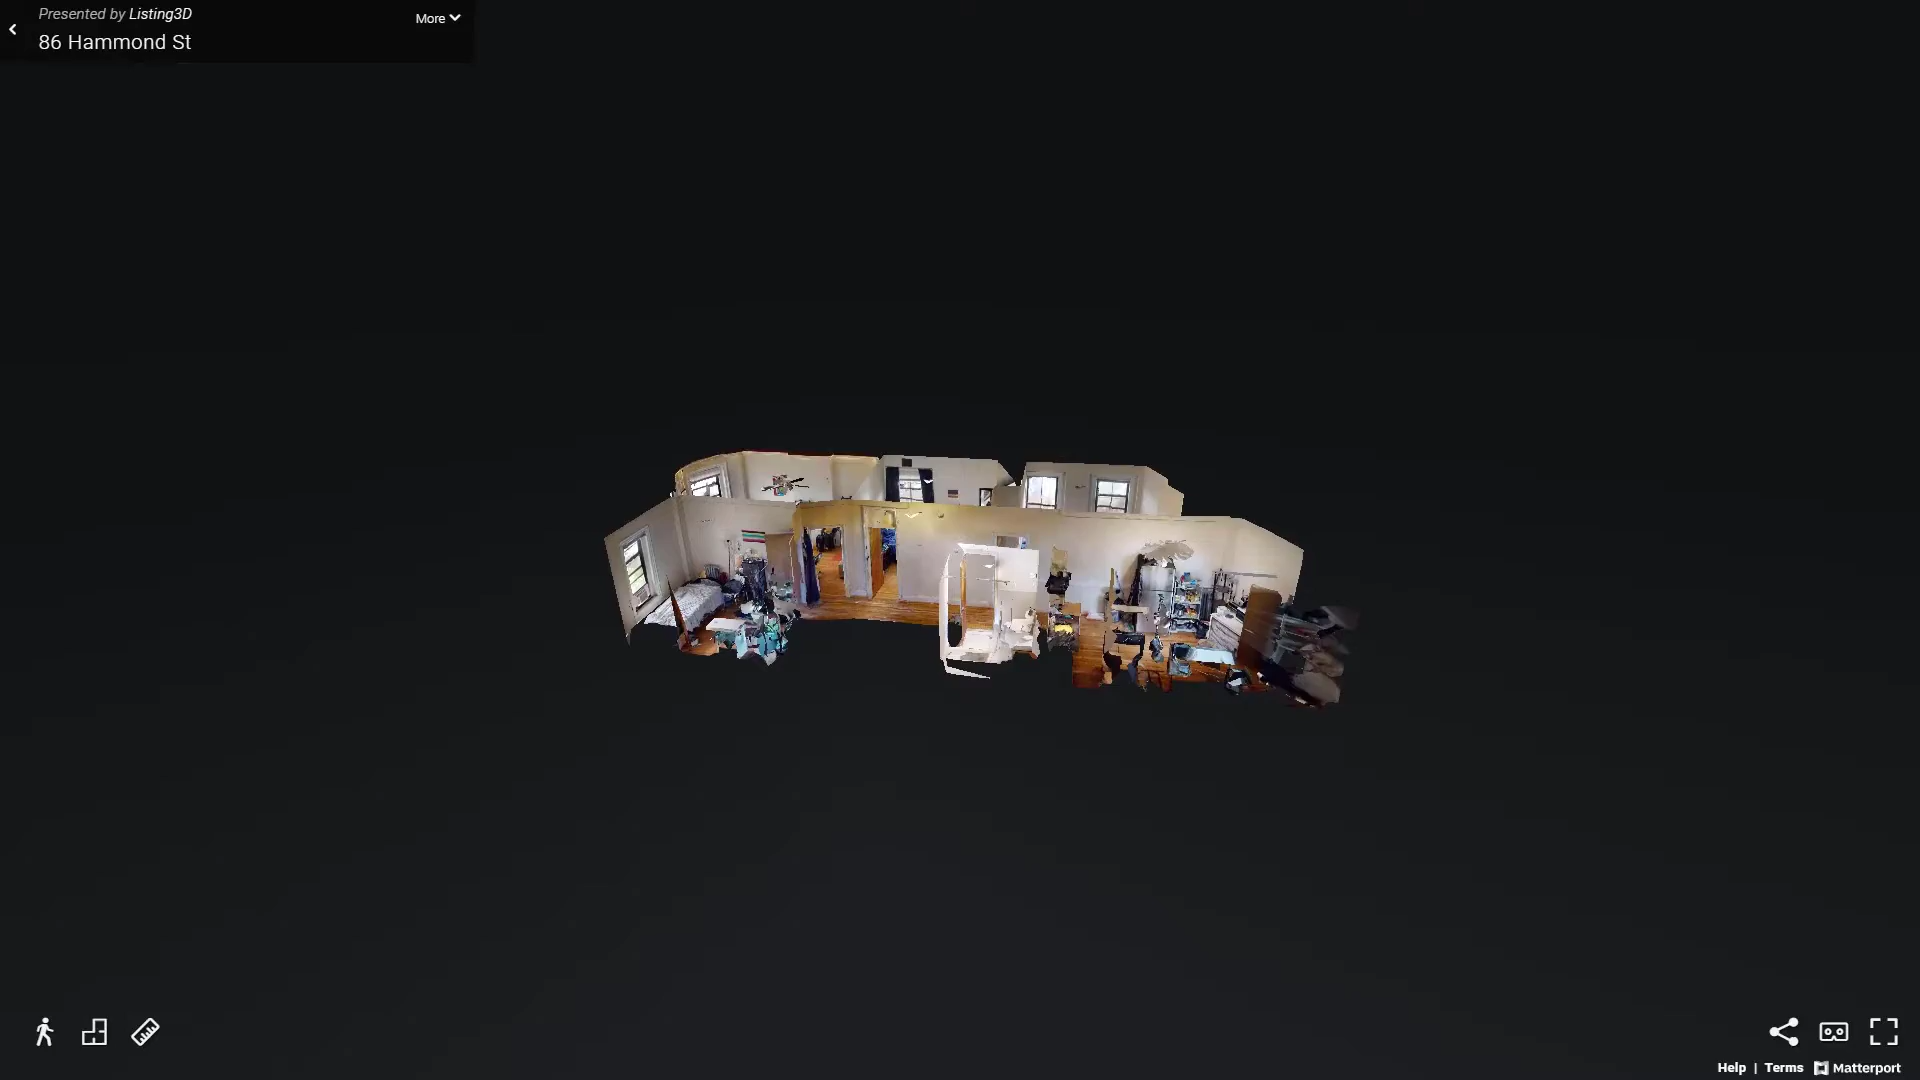 Presented by Listing3D
More
86 Hammond St
Help | Terms Matterport